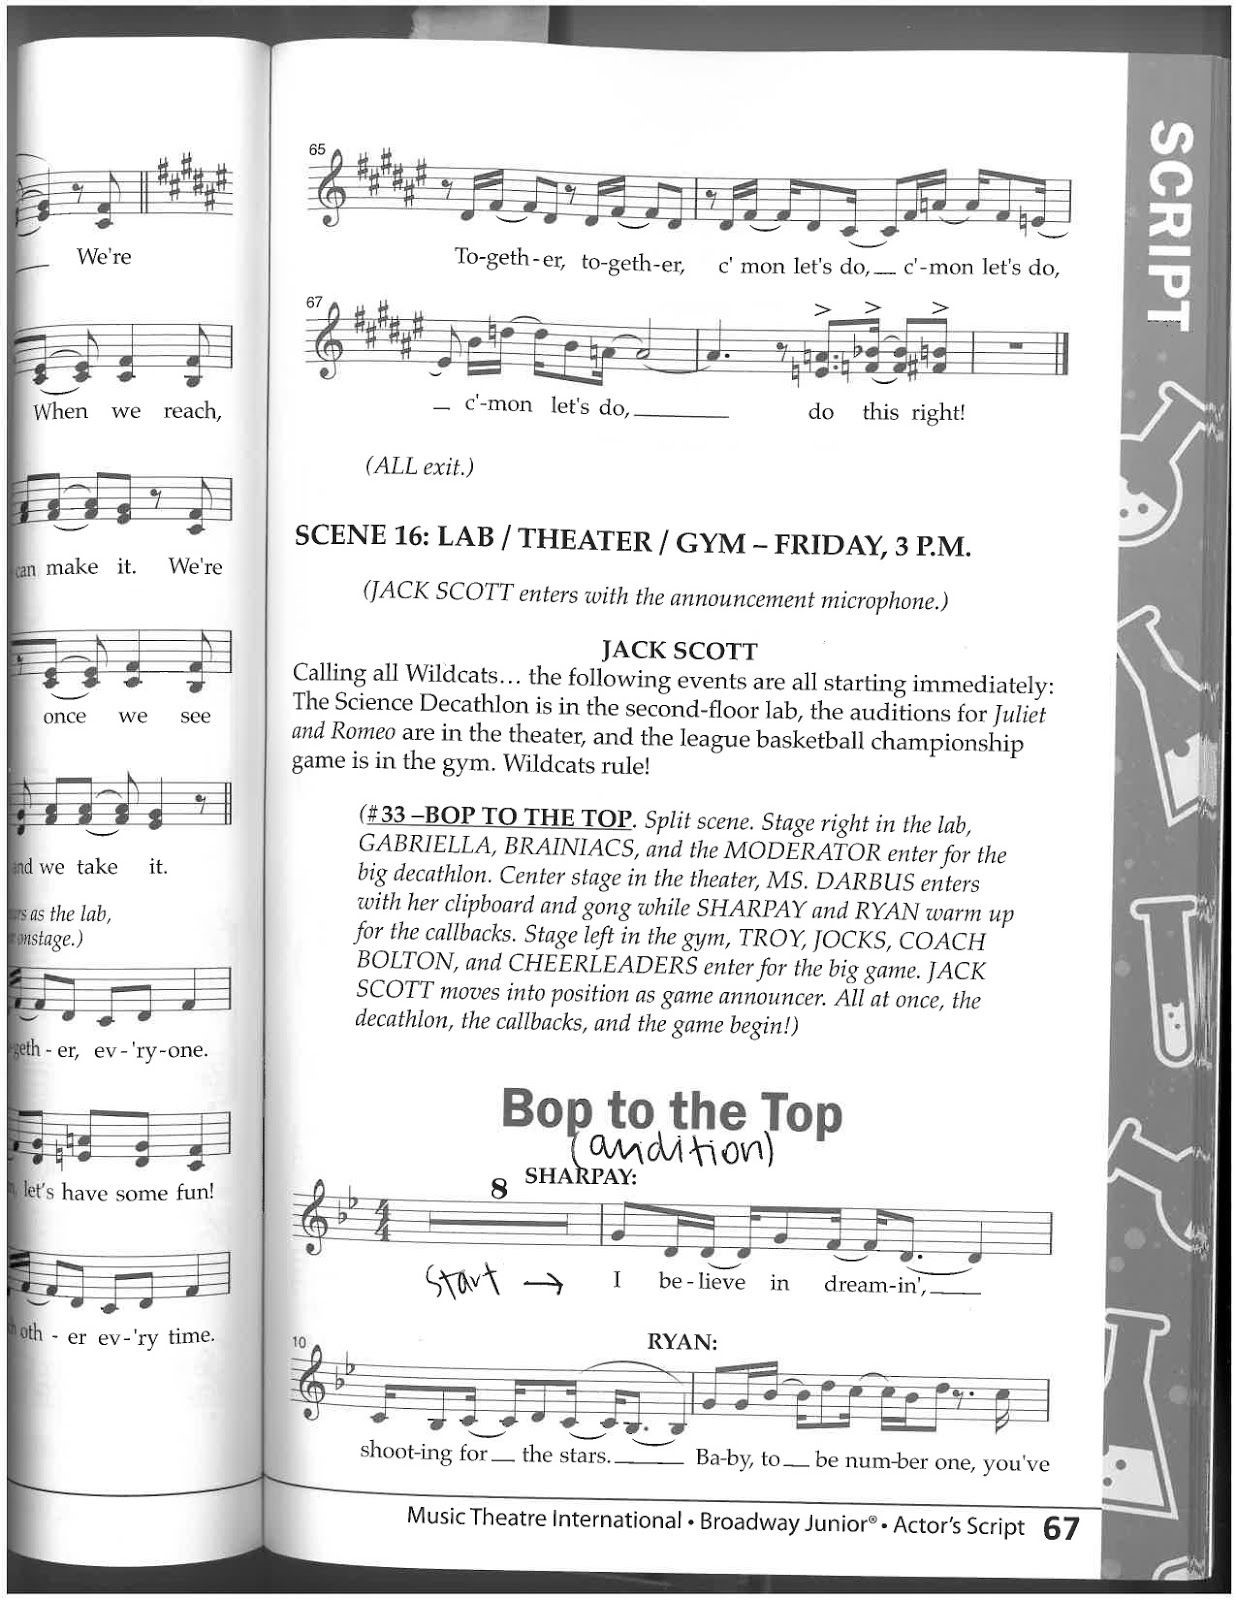 We're
When we reach,
can make it. We're
once we see
and we take it.
as the lab,
onstage.)
er, ev-'ry-one.
let's have some fun!
oth - er ev-'ry time.
SCRIPT
65
To-geth-er, to-geth-er, c' mon let's do,__ c'-mon let's do,
67
__ c'-mon let's do,________ do this right!
(ALL exit.)
SCENE 16: LAB / THEATER / GYM – FRIDAY, 3 P.M.
(JACK SCOTT enters with the announcement microphone.)
JACK SCOTT
Calling all Wildcats… the following events are all starting immediately:
The Science Decathlon is in the second-floor lab, the auditions for Juliet
and Romeo are in the theater, and the league basketball championship
game is in the gym. Wildcats rule!
(#33 –BOP TO THE TOP. Split scene. Stage right in the lab,
GABRIELLA, BRAINIACS, and the MODERATOR enter for the
big decathlon. Center stage in the theater, MS. DARBUS enters
with her clipboard and gong while SHARPAY and RYAN warm up
for the callbacks. Stage left in the gym, TROY, JOCKS, COACH
BOLTON, and CHEERLEADERS enter for the big game. JACK
SCOTT moves into position as game announcer. All at once, the
decathlon, the callbacks, and the game begin!)
Bop to the Top
(audition)
SHARPAY:
8
4
4
Start → I be-lieve in dream-in',____
10
RYAN:
shoot-ing for__ the stars.______ Ba-by, to__ be num-ber one, you've
Music Theatre International • Broadway Junior® • Actor's Script 67